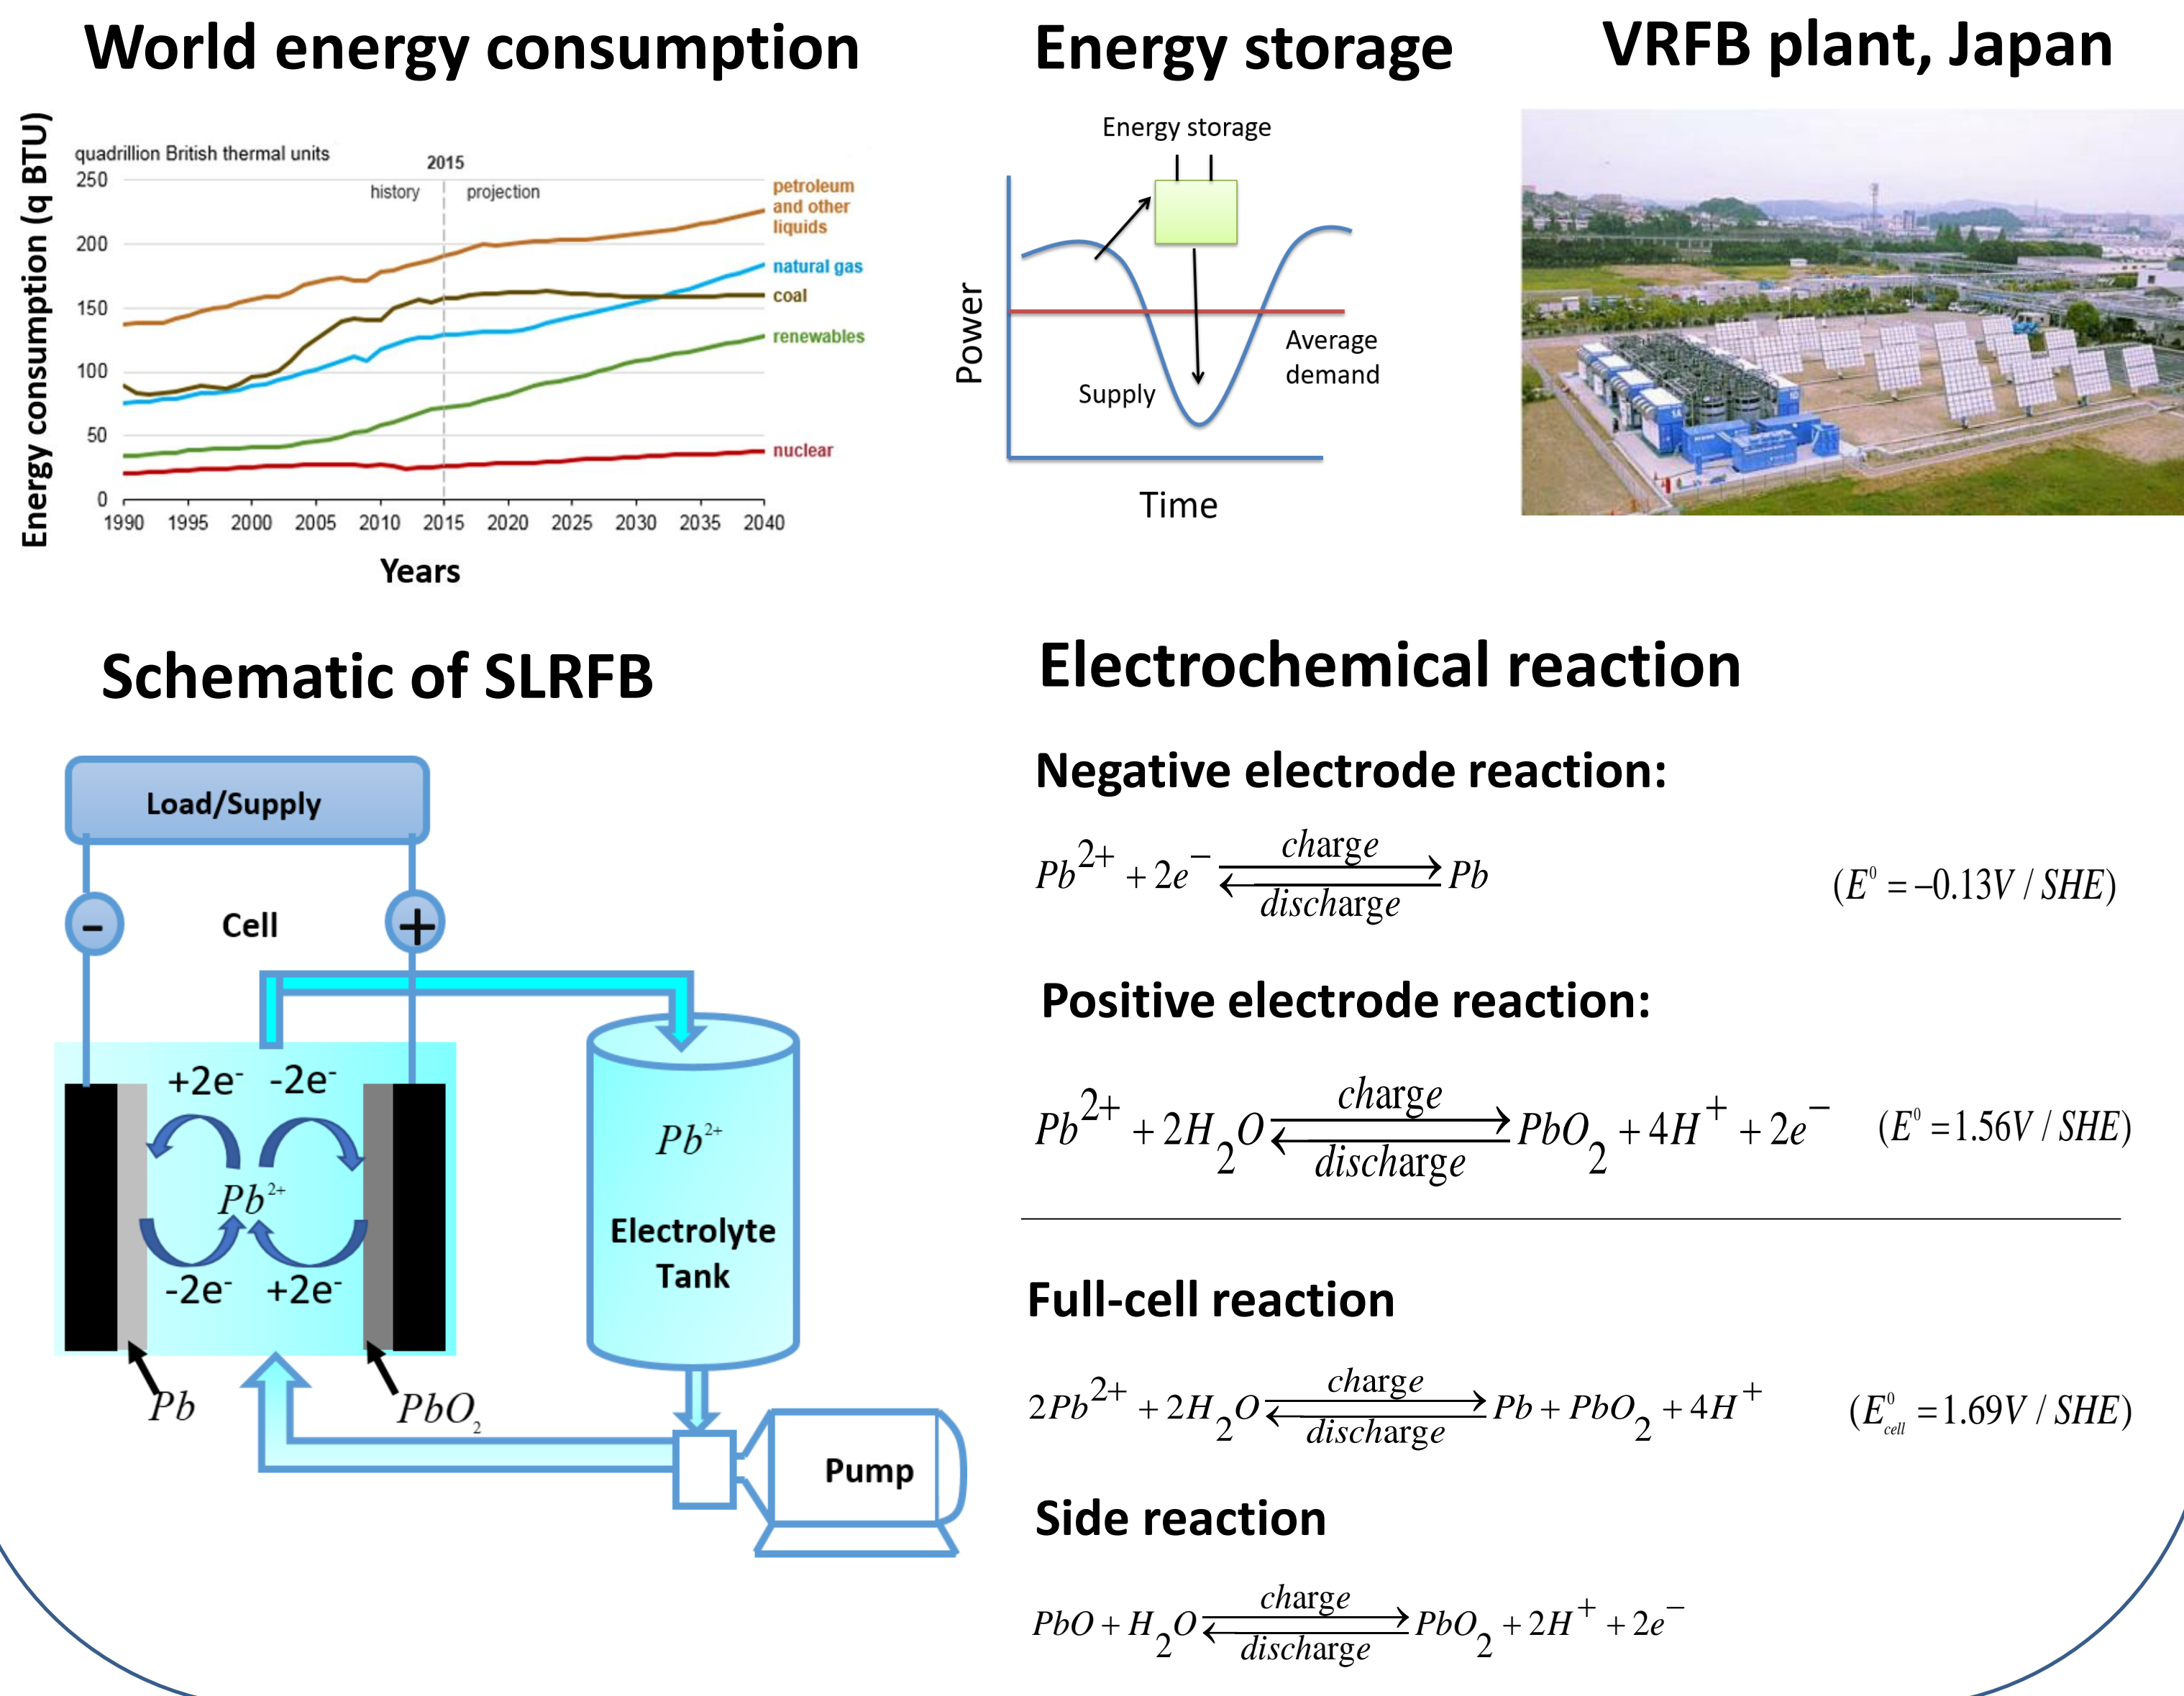 World energy consumption
Energy consumption (q BTU)
quadrillion British thermal units
2015
history
projection
250
200
150
100
50
0
1990 1995 2000 2005 2010 2015 2020 2025 2030 2035 2040
petroleum
and other
liquids
natural gas
coal
renewables
nuclear
Years
Energy storage
Energy storage
Power
Supply
Average
demand
Time
VRFB plant, Japan
Schematic of SLRFB
Load/Supply
-
Cell
+
+2e⁻ -2e⁻
Pb²⁺
-2e⁻ +2e⁻
Pb
PbO₂
Pb²⁺
Electrolyte
Tank
Pump
Electrochemical reaction
Negative electrode reaction:
charge
Pb²⁺ + 2e⁻ ⇌ Pb (E⁰ = –0.13V / SHE)
discharge
Positive electrode reaction:
charge
Pb²⁺ + 2H₂O ⇌ PbO₂ + 4H⁺ + 2e⁻ (E⁰ = 1.56V / SHE)
discharge
Full-cell reaction
charge
2Pb²⁺ + 2H₂O ⇌ Pb + PbO₂ + 4H⁺ (E⁰cell = 1.69V / SHE)
discharge
Side reaction
charge
PbO + H₂O ⇌ PbO₂ + 2H⁺ + 2e⁻
discharge